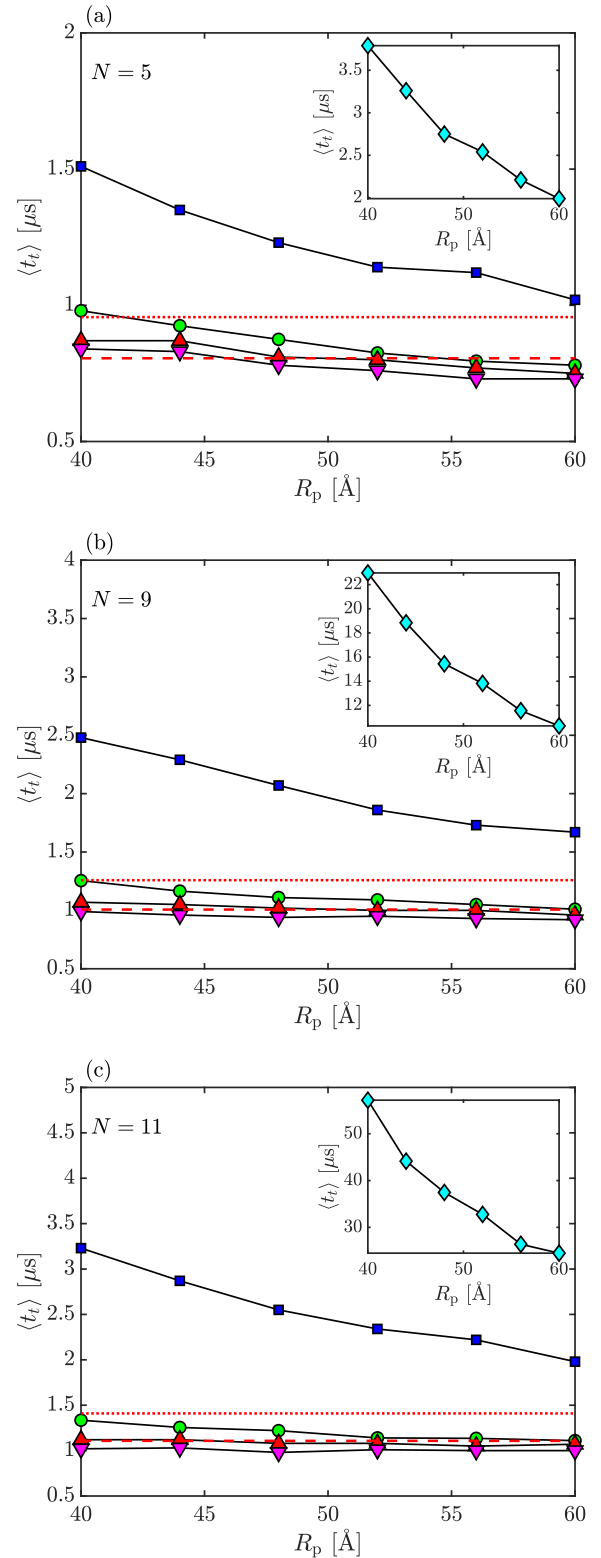 (a)
2
1.5
1
0.5
⟨t_t⟩ [μs]
N = 5
3.5
3
2.5
2
⟨t_t⟩ [μs]
40 50 60
R_p [Å]
40 45 50 55 60
R_p [Å]
(b)
4
3.5
3
2.5
2
1.5
1
0.5
⟨t_t⟩ [μs]
N = 9
22
20
18
16
14
12
⟨t_t⟩ [μs]
40 50 60
R_p [Å]
40 45 50 55 60
R_p [Å]
(c)
5
4.5
4
3.5
3
2.5
2
1.5
1
0.5
⟨t_t⟩ [μs]
N = 11
50
40
30
⟨t_t⟩ [μs]
40 50 60
R_p [Å]
40 45 50 55 60
R_p [Å]